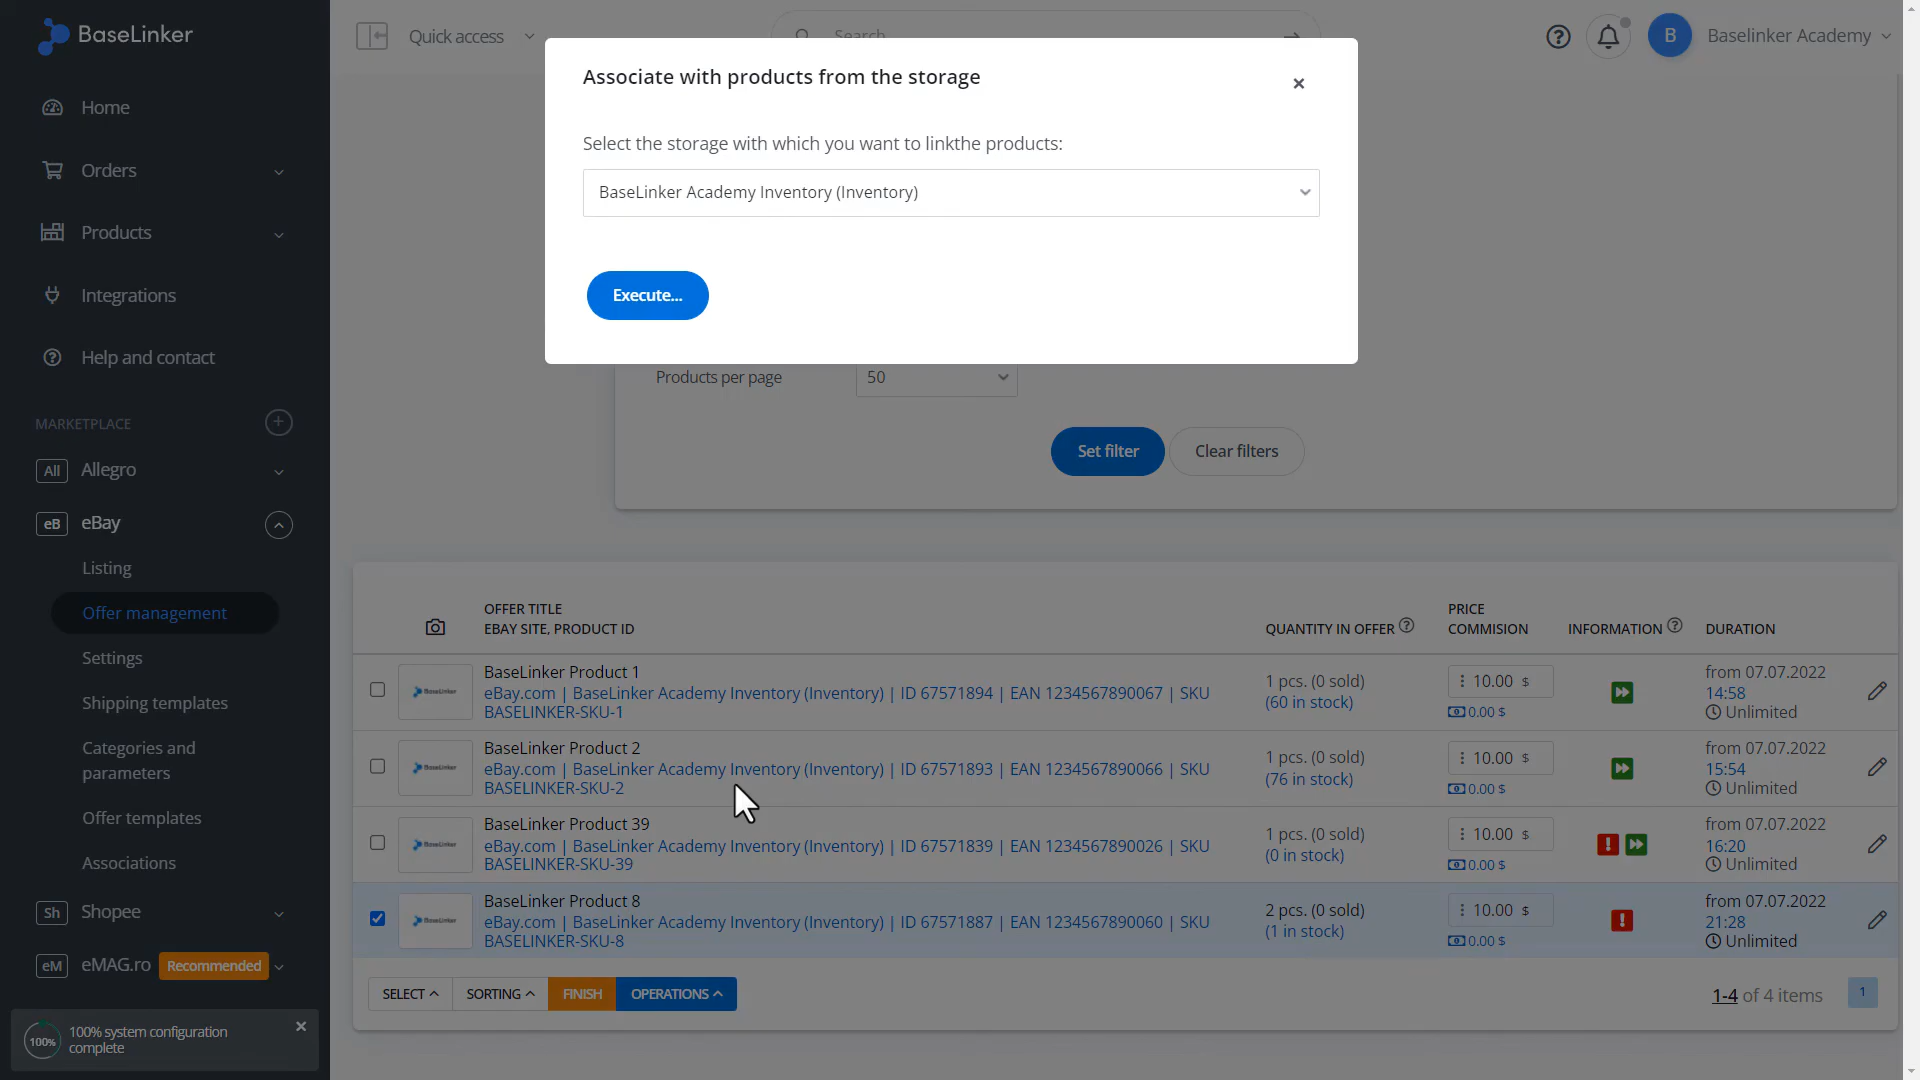 BaseLinker
Home
Orders
Products
Integrations
Help and contact
MARKETPLACE
All Allegro
eB eBay
Listing
Offer management
Settings
Shipping templates
Categories and
parameters
Offer templates
Associations
Sh Shopee
eM eMAG.ro Recommended
100% 100% system configuration
complete
Quick access
Search
B Baselinker Academy
Associate with products from the storage
Select the storage with which you want to linkthe products:
BaseLinker Academy Inventory (Inventory)
Execute...
Products per page 50
Set filter Clear filters
OFFER TITLE
EBAY SITE, PRODUCT ID
QUANTITY IN OFFER
PRICE
COMMISION
INFORMATION
DURATION
BaseLinker Product 1
eBay.com | BaseLinker Academy Inventory (Inventory) | ID 67571894 | EAN 1234567890067 | SKU
BASELINKER-SKU-1
1 pcs. (0 sold)
(60 in stock)
10.00 $
0.00 $
from 07.07.2022
14:58
Unlimited
BaseLinker Product 2
eBay.com | BaseLinker Academy Inventory (Inventory) | ID 67571893 | EAN 1234567890066 | SKU
BASELINKER-SKU-2
1 pcs. (0 sold)
(76 in stock)
10.00 $
0.00 $
from 07.07.2022
15:54
Unlimited
BaseLinker Product 39
eBay.com | BaseLinker Academy Inventory (Inventory) | ID 67571839 | EAN 1234567890026 | SKU
BASELINKER-SKU-39
1 pcs. (0 sold)
(0 in stock)
10.00 $
0.00 $
from 07.07.2022
16:20
Unlimited
BaseLinker Product 8
eBay.com | BaseLinker Academy Inventory (Inventory) | ID 67571887 | EAN 1234567890060 | SKU
BASELINKER-SKU-8
2 pcs. (0 sold)
(1 in stock)
10.00 $
0.00 $
from 07.07.2022
21:28
Unlimited
SELECT SORTING FINISH OPERATIONS
1-4 of 4 items 1